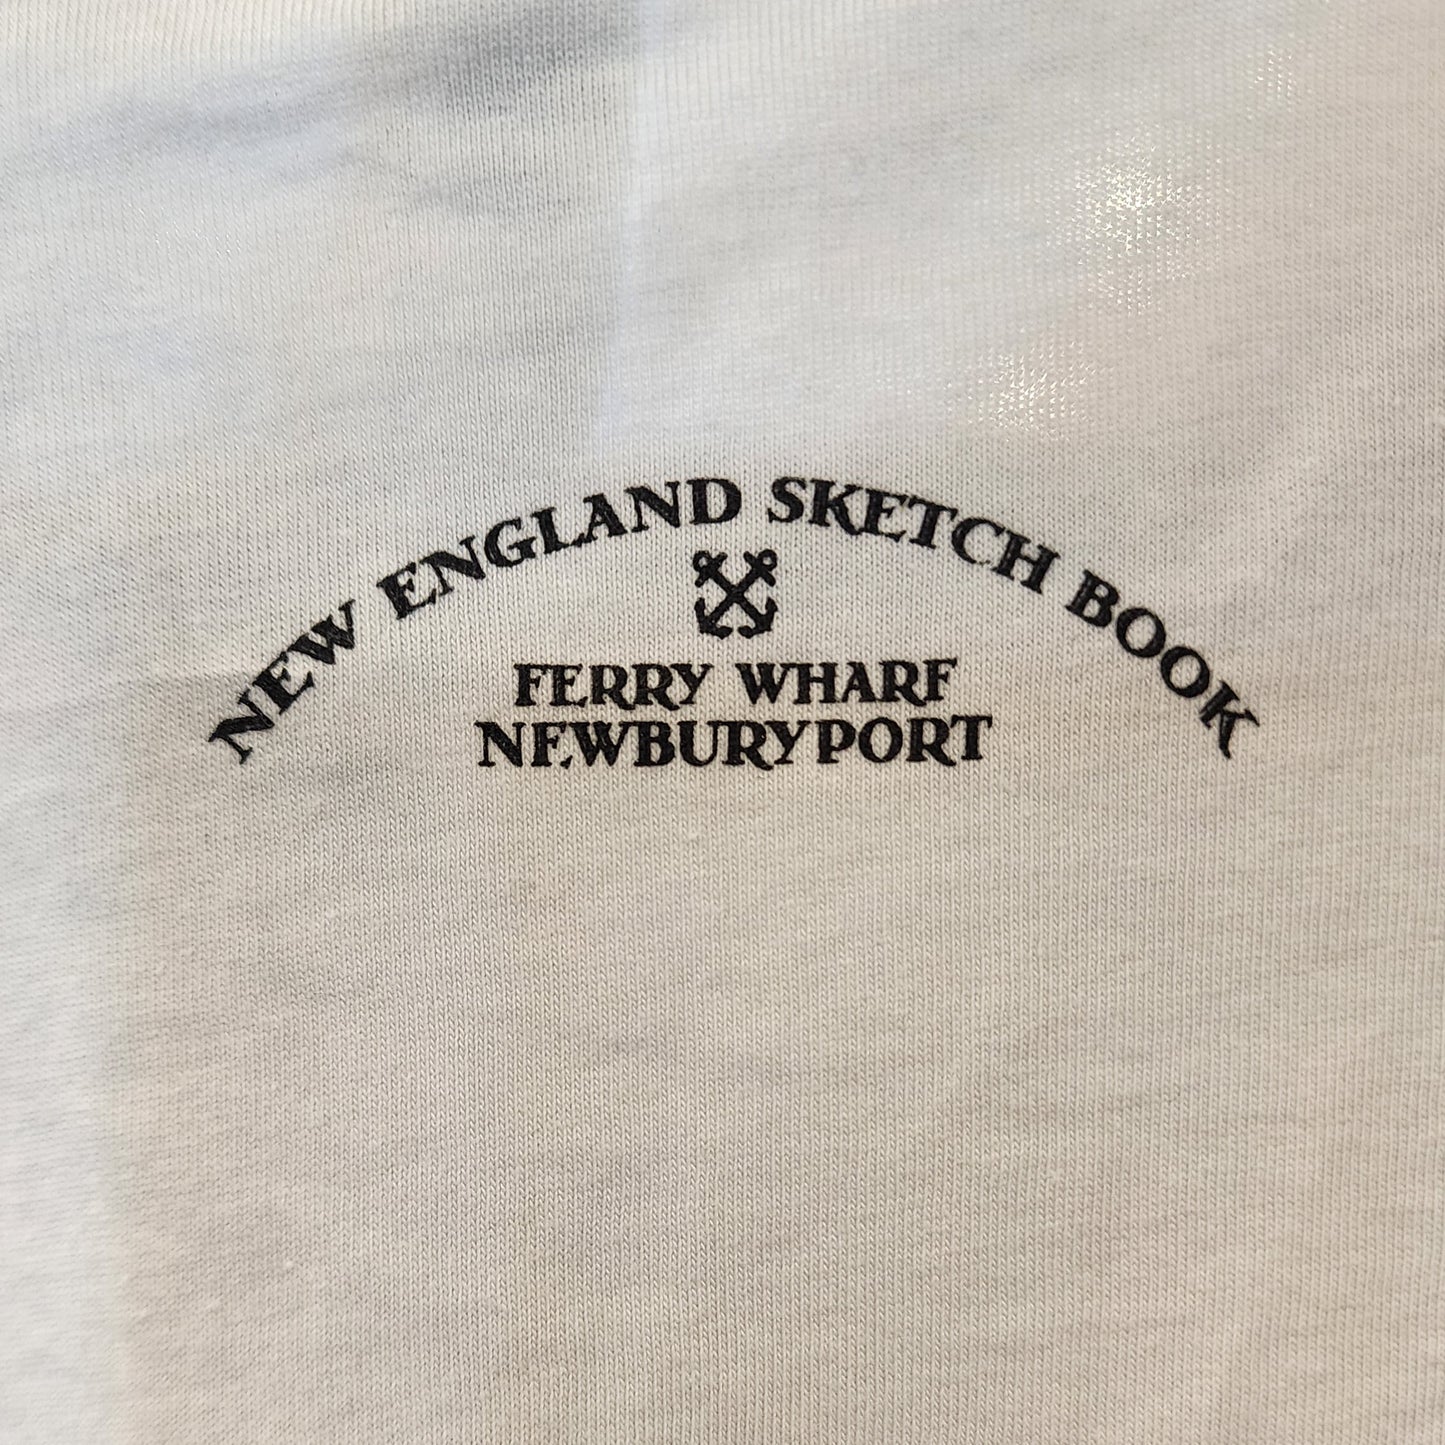 NEW ENGLAND SKETCH BOOK
FERRY WHARF
NEWBURYPORT